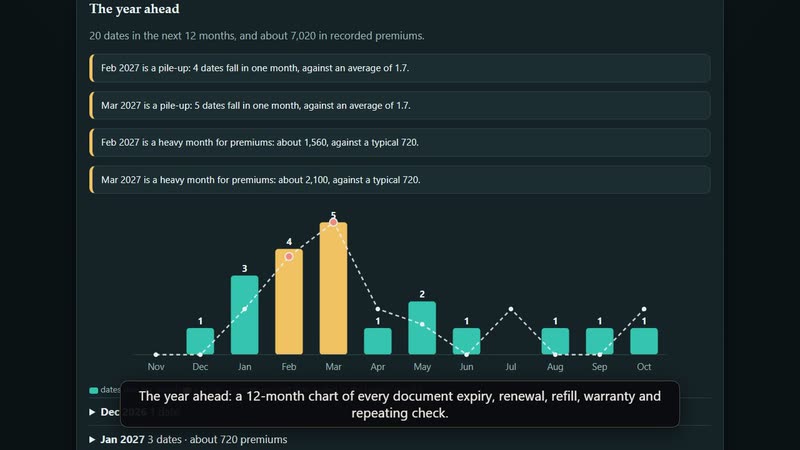 The year ahead
20 dates in the next 12 months, and about 7,020 in recorded premiums.
Feb 2027 is a pile-up: 4 dates fall in one month, against an average of 1.7.
Mar 2027 is a pile-up: 5 dates fall in one month, against an average of 1.7.
Feb 2027 is a heavy month for premiums: about 1,560, against a typical 720.
Mar 2027 is a heavy month for premiums: about 2,100, against a typical 720.
1 3 4 5 1 2 1 1 1 1
Nov Dec Jan Feb Mar Apr May Jun Jul Aug Sep Oct
dates
The year ahead: a 12-month chart of every document expiry, renewal, refill, warranty and
repeating check.
Dec 2026 1 date
Jan 2027 3 dates · about 720 premiums